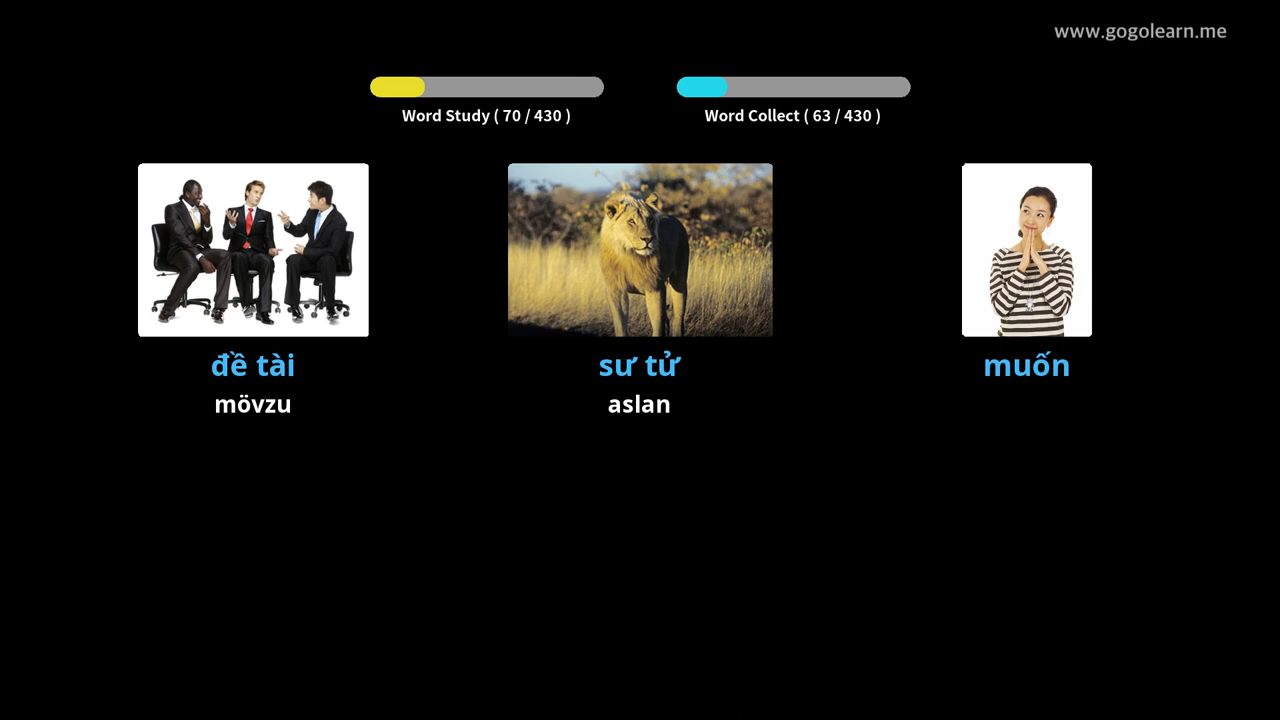 www.gogolearn.me
Word Study ( 70 / 430 )
Word Collect ( 63 / 430 )
đề tài
mövzu
sư tử
aslan
muốn